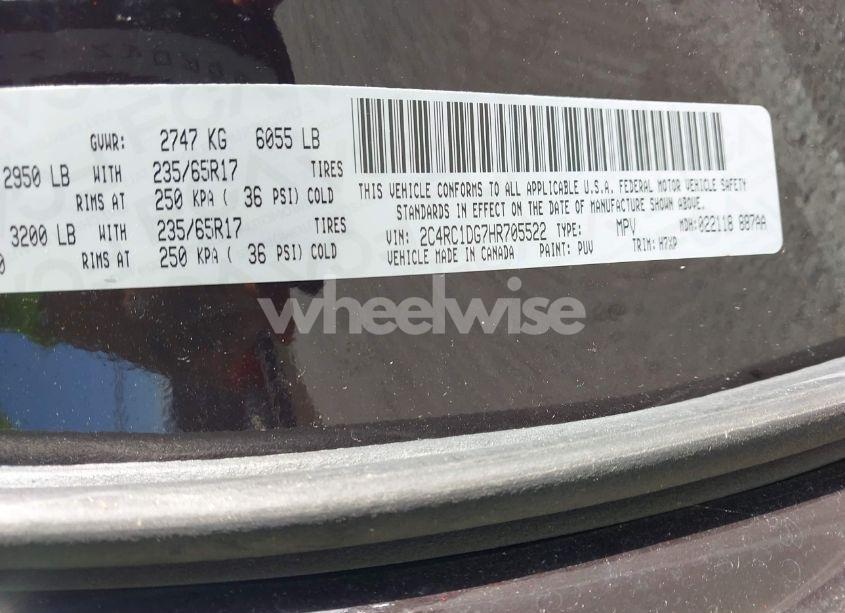 GVWR: 2747 KG 6055 LB
2950 LB WITH 235/65R17 TIRES
RIMS AT 250 KPA ( 36 PSI) COLD
3200 LB WITH 235/65R17 TIRES
RIMS AT 250 KPA ( 36 PSI) COLD
THIS VEHICLE CONFORMS TO ALL APPLICABLE U.S.A. FEDERAL MOTOR VEHICLE SAFETY
STANDARDS IN EFFECT ON THE DATE OF MANUFACTURE SHOWN ABOVE.
VIN: 2C4RC1DG7HR705522 TYPE: MPV MDH:022118 887AA
VEHICLE MADE IN CANADA PAINT: PUV TRIM: H7XP
wheelwise